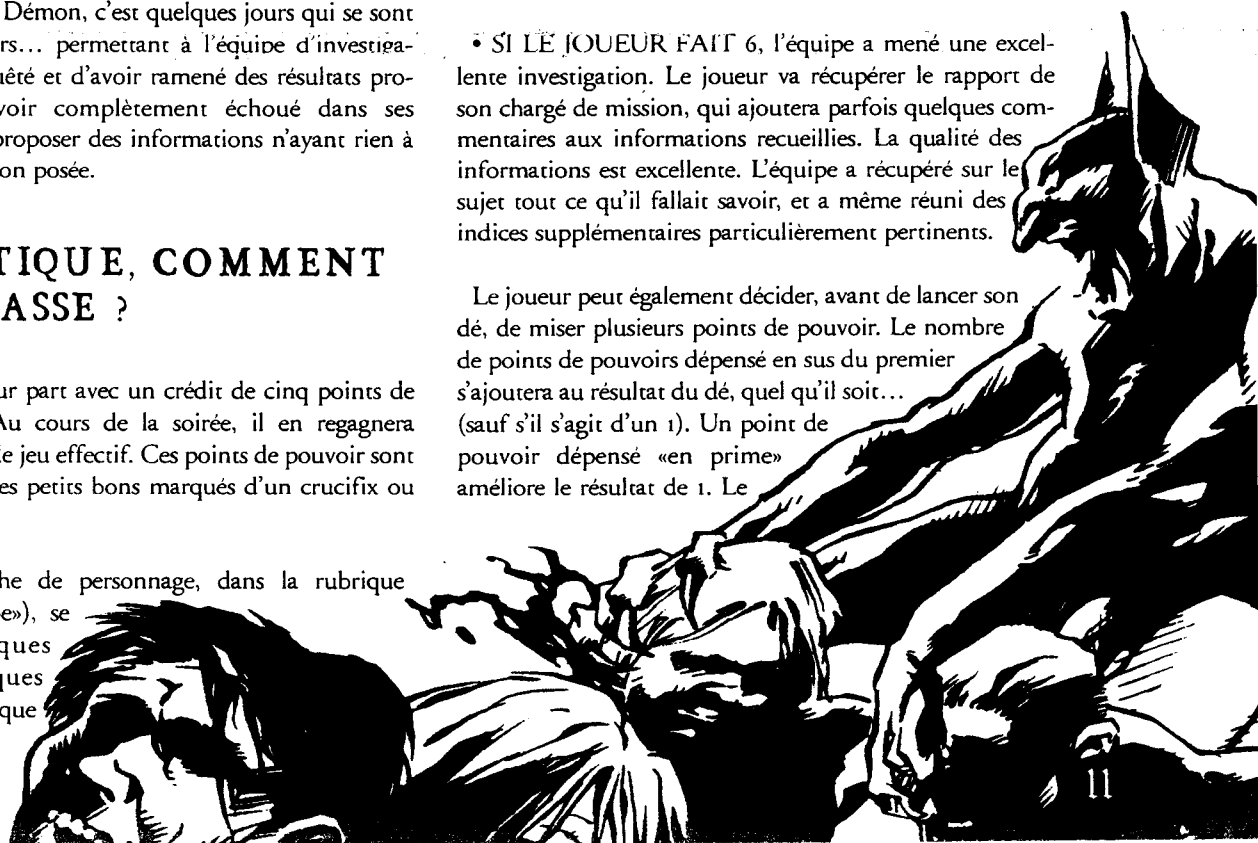 Démon, c'est quelques jours qui se sont
rs... permettant à l'équipe d'investiga-
uêté et d'avoir ramené des résultats pro-
voir complètement échoué dans ses
proposer des informations n'ayant rien à
on posée.
TIQUE, COMMENT
ASSE ?
ur part avec un crédit de cinq points de
Au cours de la soirée, il en regagnera
e jeu effectif. Ces points de pouvoir sont
es petits bons marqués d'un crucifix ou
he de personnage, dans la rubrique
e»), se
ques
ques
que
• SI LE JOUEUR FAIT 6, l'équipe a mené une excel-
lente investigation. Le joueur va récupérer le rapport de
son chargé de mission, qui ajoutera parfois quelques com-
mentaires aux informations recueillies. La qualité des
informations est excellente. L'équipe a récupéré sur le
sujet tout ce qu'il fallait savoir, et a même réuni des
indices supplémentaires particulièrement pertinents.
Le joueur peut également décider, avant de lancer son
dé, de miser plusieurs points de pouvoir. Le nombre
de points de pouvoirs dépensé en sus du premier
s'ajoutera au résultat du dé, quel qu'il soit...
(sauf s'il s'agit d'un 1). Un point de
pouvoir dépensé «en prime»
améliore le résultat de 1. Le
11